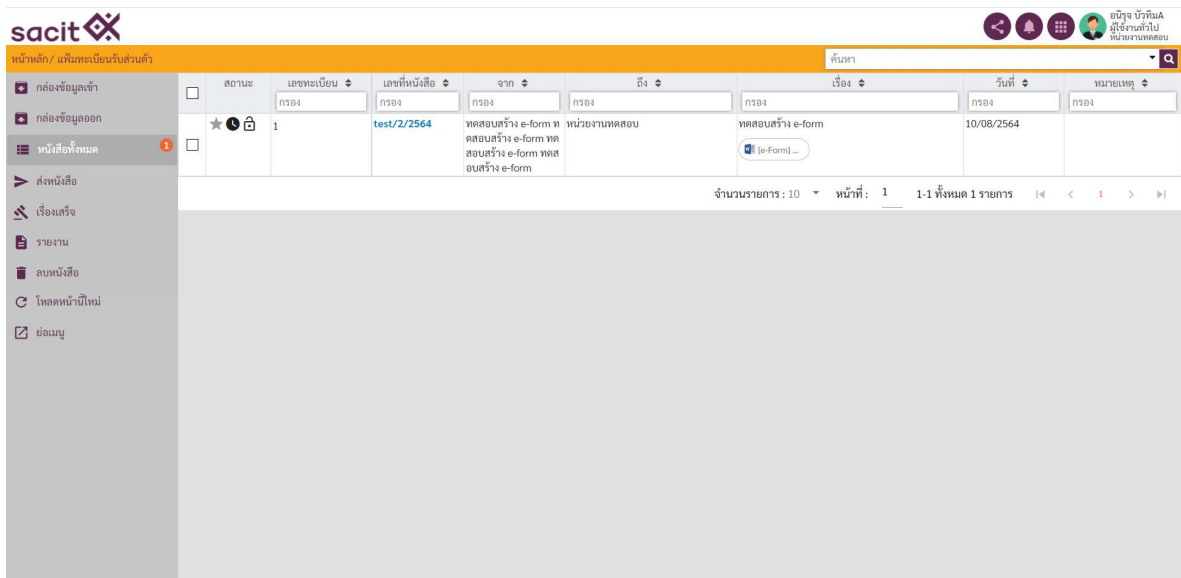 sacit
อนิรุจ บัวทิมA
ผู้ใช้งานทั่วไป
หน่วยงานทดสอบ
หน้าหลัก/ แฟ้มทะเบียนรับส่วนตัว
ค้นหา
กล่องข้อมูลเข้า
กล่องข้อมูลออก
หนังสือทั้งหมด 1
ส่งหนังสือ
เรื่องเสร็จ
รายงาน
ลบหนังสือ
โหลดหน้านี้ใหม่
ย่อเมนู
สถานะ เลขทะเบียน เลขที่หนังสือ จาก ถึง เรื่อง วันที่ หมายเหตุ
กรอง กรอง กรอง กรอง กรอง กรอง กรอง
1 test/2/2564 ทดสอบสร้าง e-form ท หน่วยงานทดสอบ ทดสอบสร้าง e-form 10/08/2564
ดสอบสร้าง e-form ทด
[e-Form] ...
สอบสร้าง e-form ทดส
อบสร้าง e-form
จำนวนรายการ : 10 หน้าที่ : 1 1-1 ทั้งหมด 1 รายการ 1